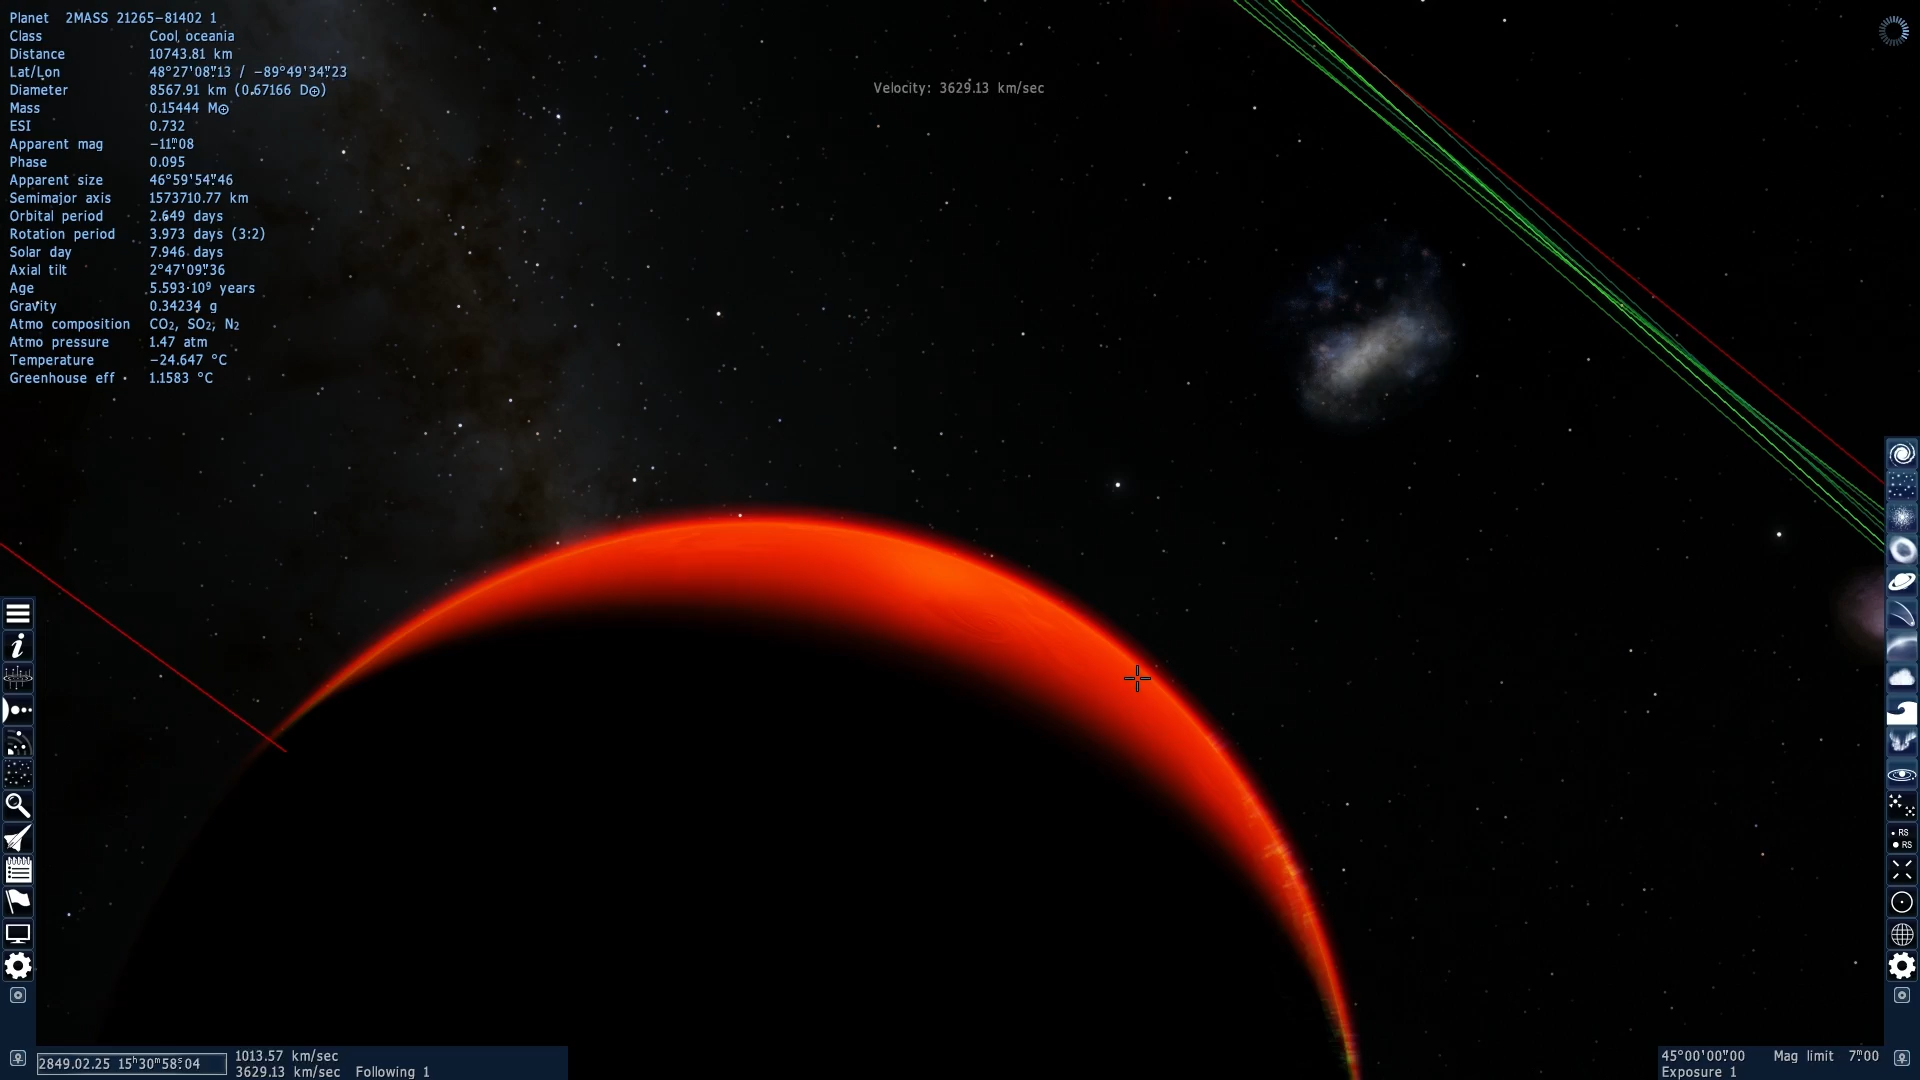 Planet 2MASS 21265-81402 1
Class Cool oceania
Distance 10743.81 km
Lat/Lon 48°27'08"13 / -89°49'34"23
Diameter 8567.91 km (0.67166 D⊕)
Mass 0.15444 M⊕
ESI 0.732
Apparent mag -11ᵐ08
Phase 0.095
Apparent size 46°59'54"46
Semimajor axis 1573710.77 km
Orbital period 2.649 days
Rotation period 3.973 days (3:2)
Solar day 7.946 days
Axial tilt 2°47'09"36
Age 5.593·10⁹ years
Gravity 0.34234 g
Atmo composition CO₂, SO₂, N₂
Atmo pressure 1.47 atm
Temperature -24.647 °C
Greenhouse eff 1.1583 °C
Velocity: 3629.13 km/sec
RS
RS
2849.02.25 15ʰ30ᵐ58ˢ04
1013.57 km/sec
3629.13 km/sec Following 1
45°00'00"00 Mag limit 7ᵐ00
Exposure 1